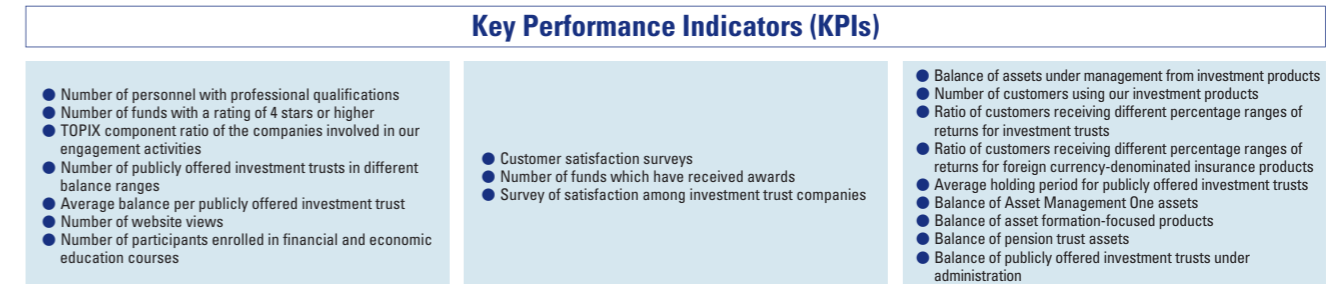 Key Performance Indicators (KPIs)
● Number of personnel with professional qualifications
● Number of funds with a rating of 4 stars or higher
● TOPIX component ratio of the companies involved in our
engagement activities
● Number of publicly offered investment trusts in different
balance ranges
● Average balance per publicly offered investment trust
● Number of website views
● Number of participants enrolled in financial and economic
education courses
● Customer satisfaction surveys
● Number of funds which have received awards
● Survey of satisfaction among investment trust companies
● Balance of assets under management from investment products
● Number of customers using our investment products
● Ratio of customers receiving different percentage ranges of
returns for investment trusts
● Ratio of customers receiving different percentage ranges of
returns for foreign currency-denominated insurance products
● Average holding period for publicly offered investment trusts
● Balance of Asset Management One assets
● Balance of asset formation-focused products
● Balance of pension trust assets
● Balance of publicly offered investment trusts under
administration